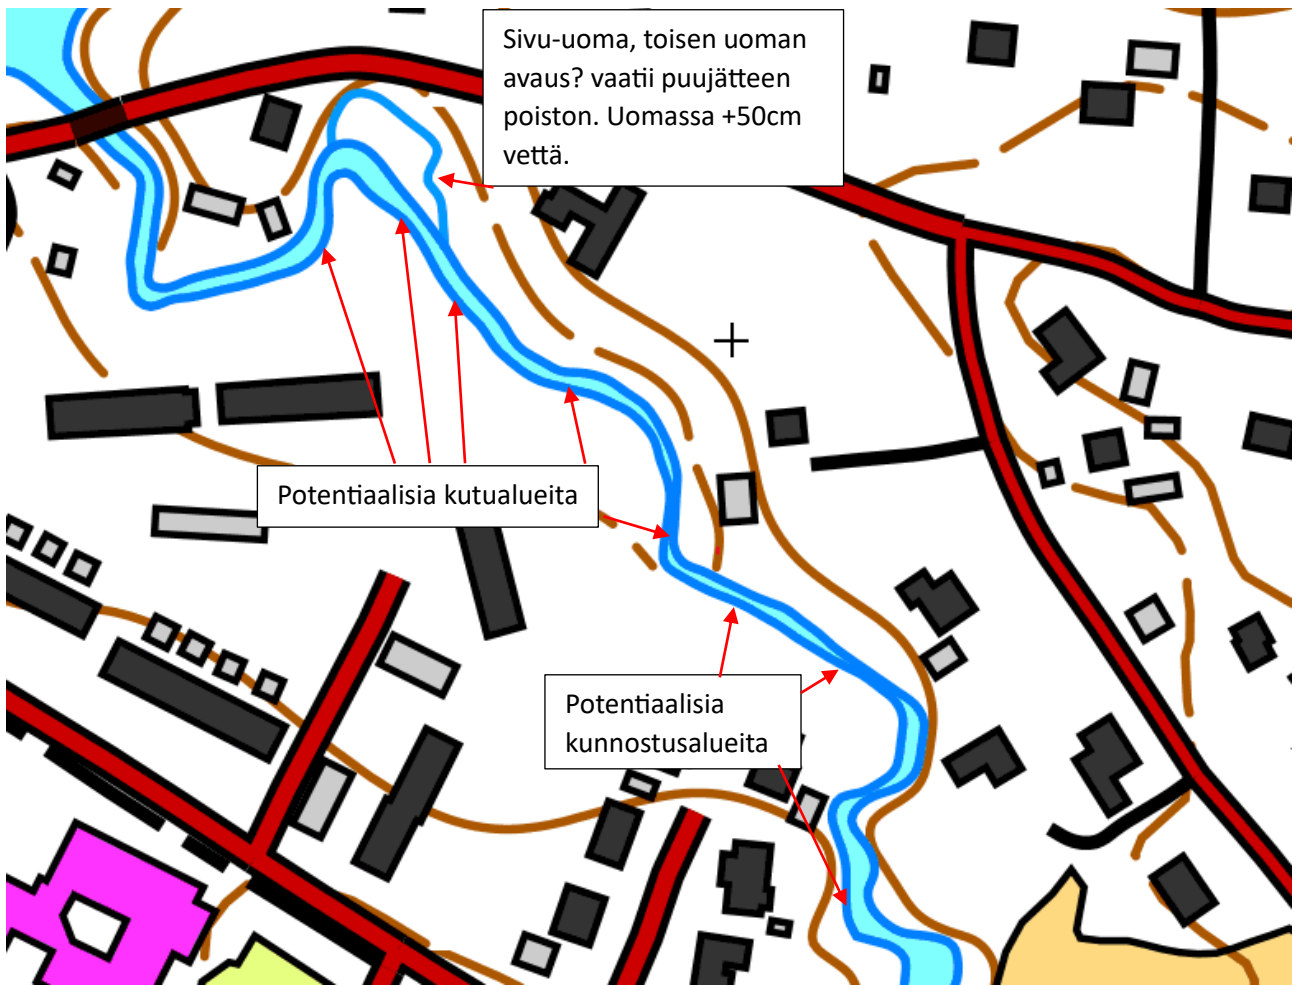 Sivu-uoma, toisen uoman
avaus? vaatii puujätteen
poiston. Uomassa +50cm
vettä.
Potentiaalisia kutualueita
Potentiaalisia
kunnostusalueita